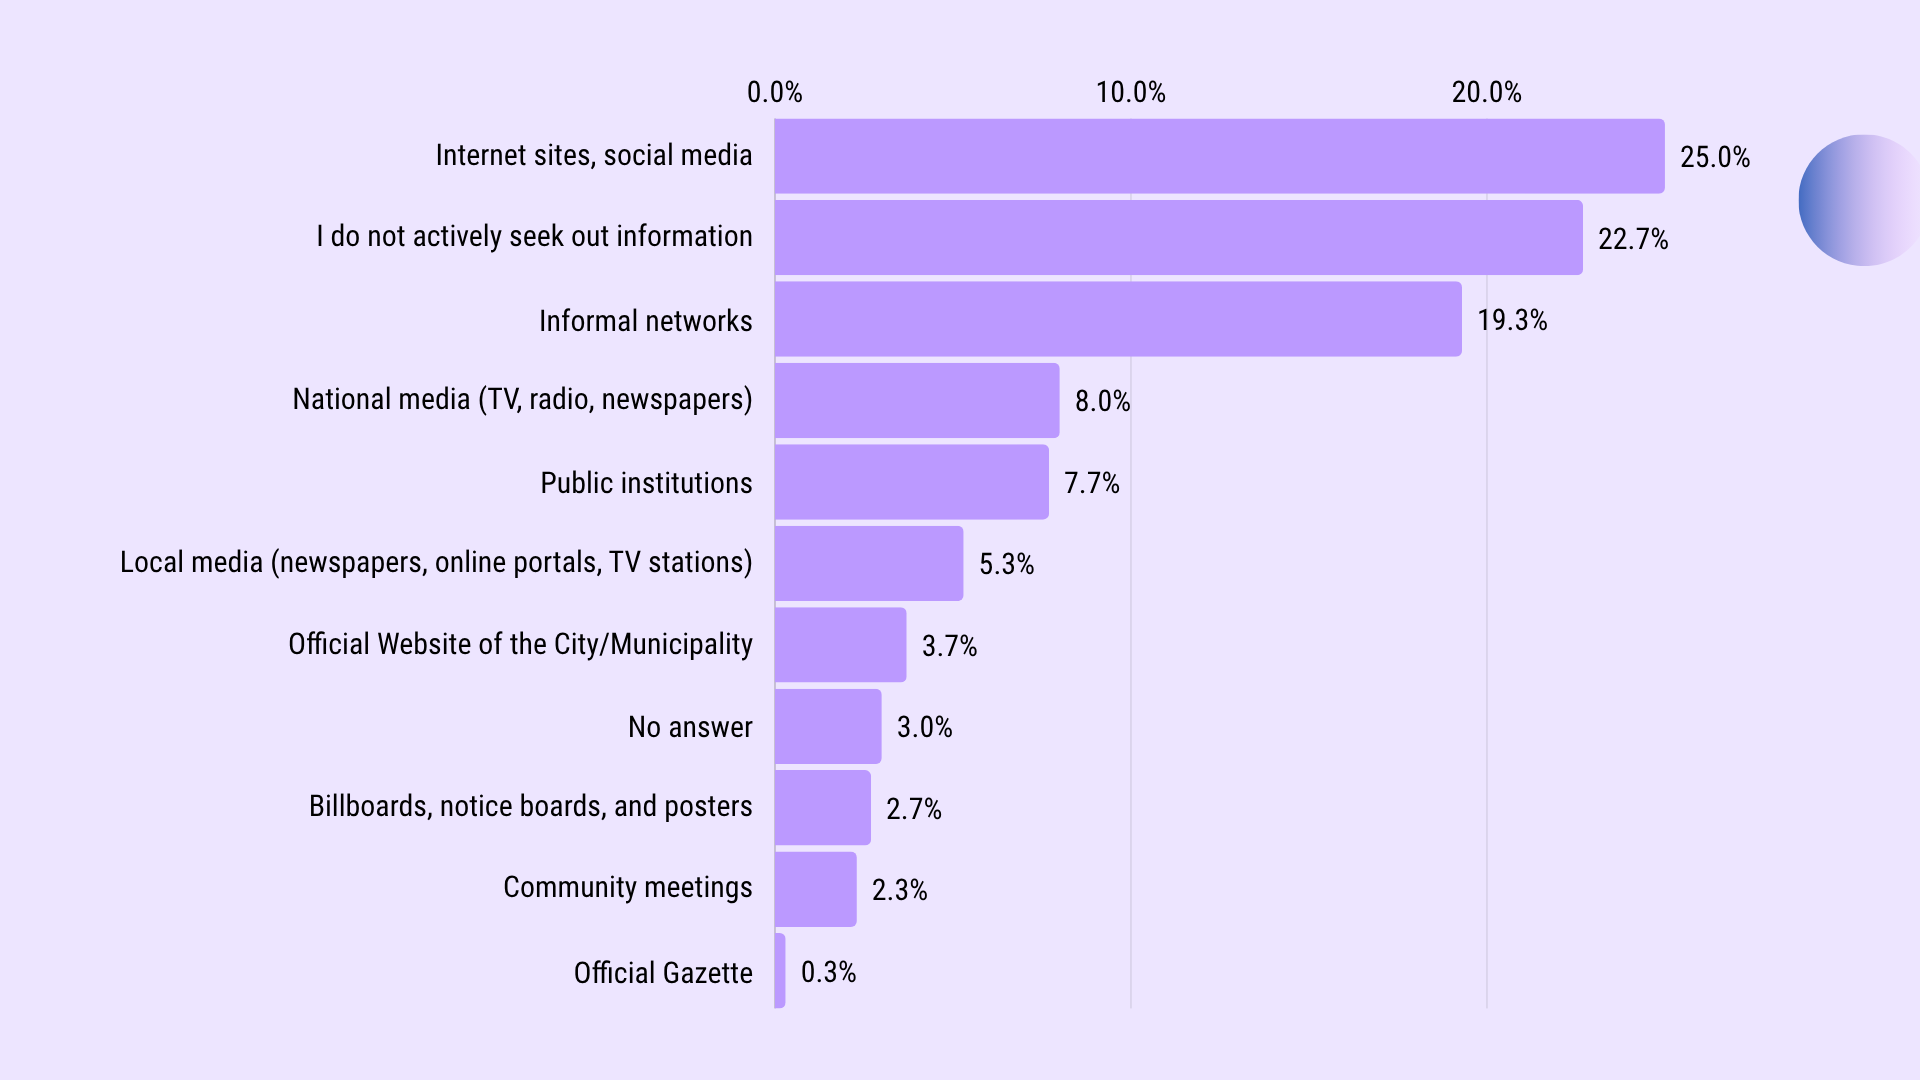 0.0% 10.0% 20.0%
Internet sites, social media 25.0%
I do not actively seek out information 22.7%
Informal networks 19.3%
National media (TV, radio, newspapers) 8.0%
Public institutions 7.7%
Local media (newspapers, online portals, TV stations) 5.3%
Official Website of the City/Municipality 3.7%
No answer 3.0%
Billboards, notice boards, and posters 2.7%
Community meetings 2.3%
Official Gazette 0.3%